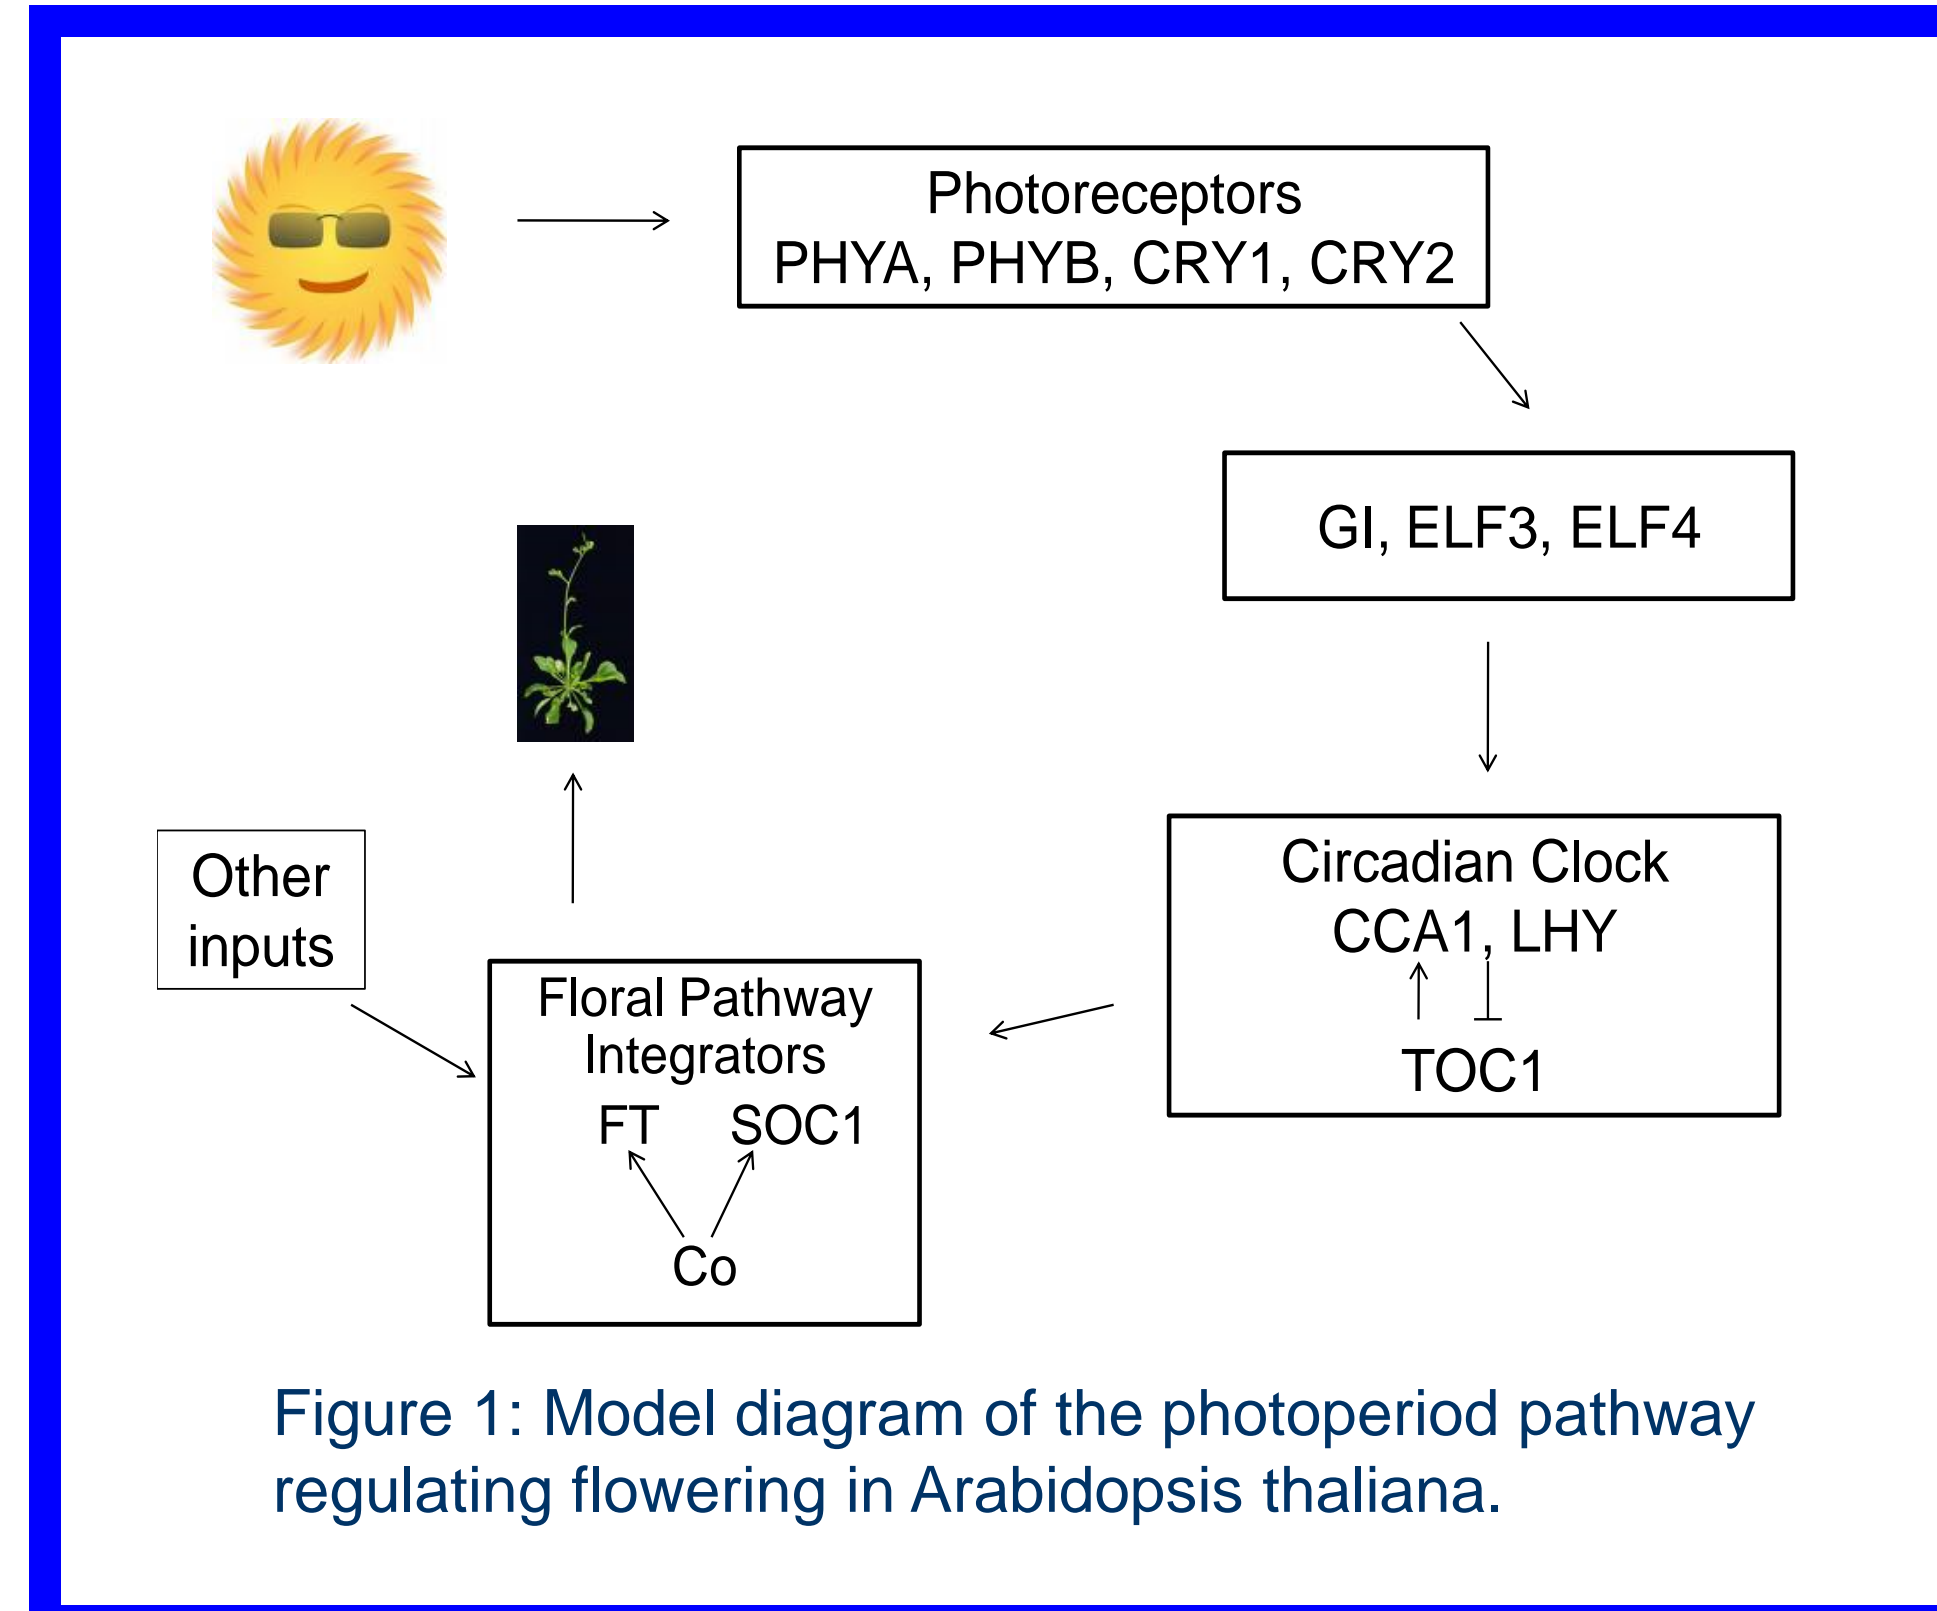 Photoreceptors
PHYA, PHYB, CRY1, CRY2
GI, ELF3, ELF4
Circadian Clock
CCA1, LHY
TOC1
Other
inputs
Floral Pathway
Integrators
FT SOC1
Co
Figure 1: Model diagram of the photoperiod pathway
regulating flowering in Arabidopsis thaliana.